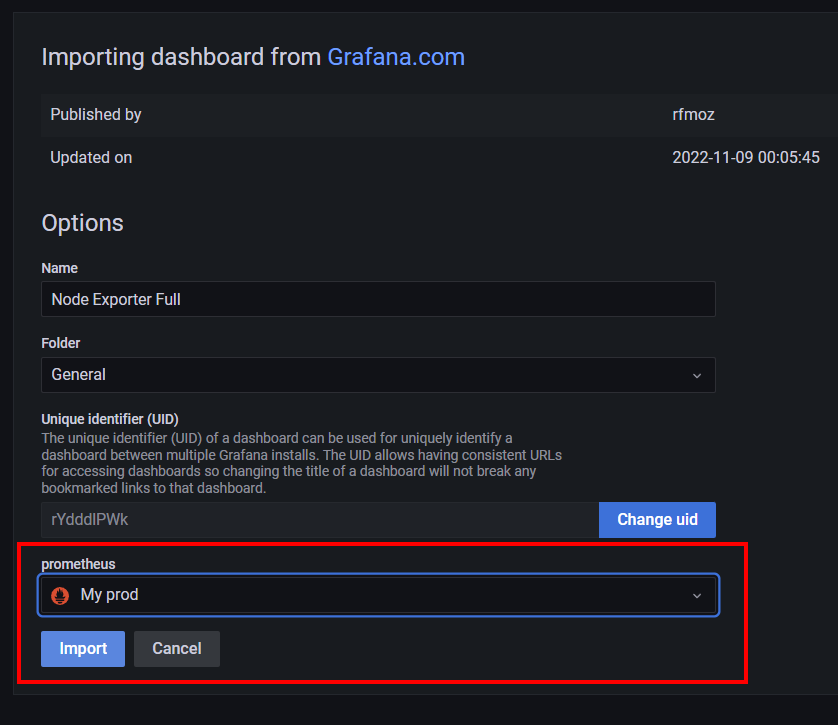 Importing dashboard from Grafana.com
Published by rfmoz
Updated on 2022-11-09 00:05:45
Options
Name
Node Exporter Full
Folder
General
Unique identifier (UID)
The unique identifier (UID) of a dashboard can be used for uniquely identify a
dashboard between multiple Grafana installs. The UID allows having consistent URLs
for accessing dashboards so changing the title of a dashboard will not break any
bookmarked links to that dashboard.
rYdddlPWk Change uid
prometheus
My prod
Import Cancel